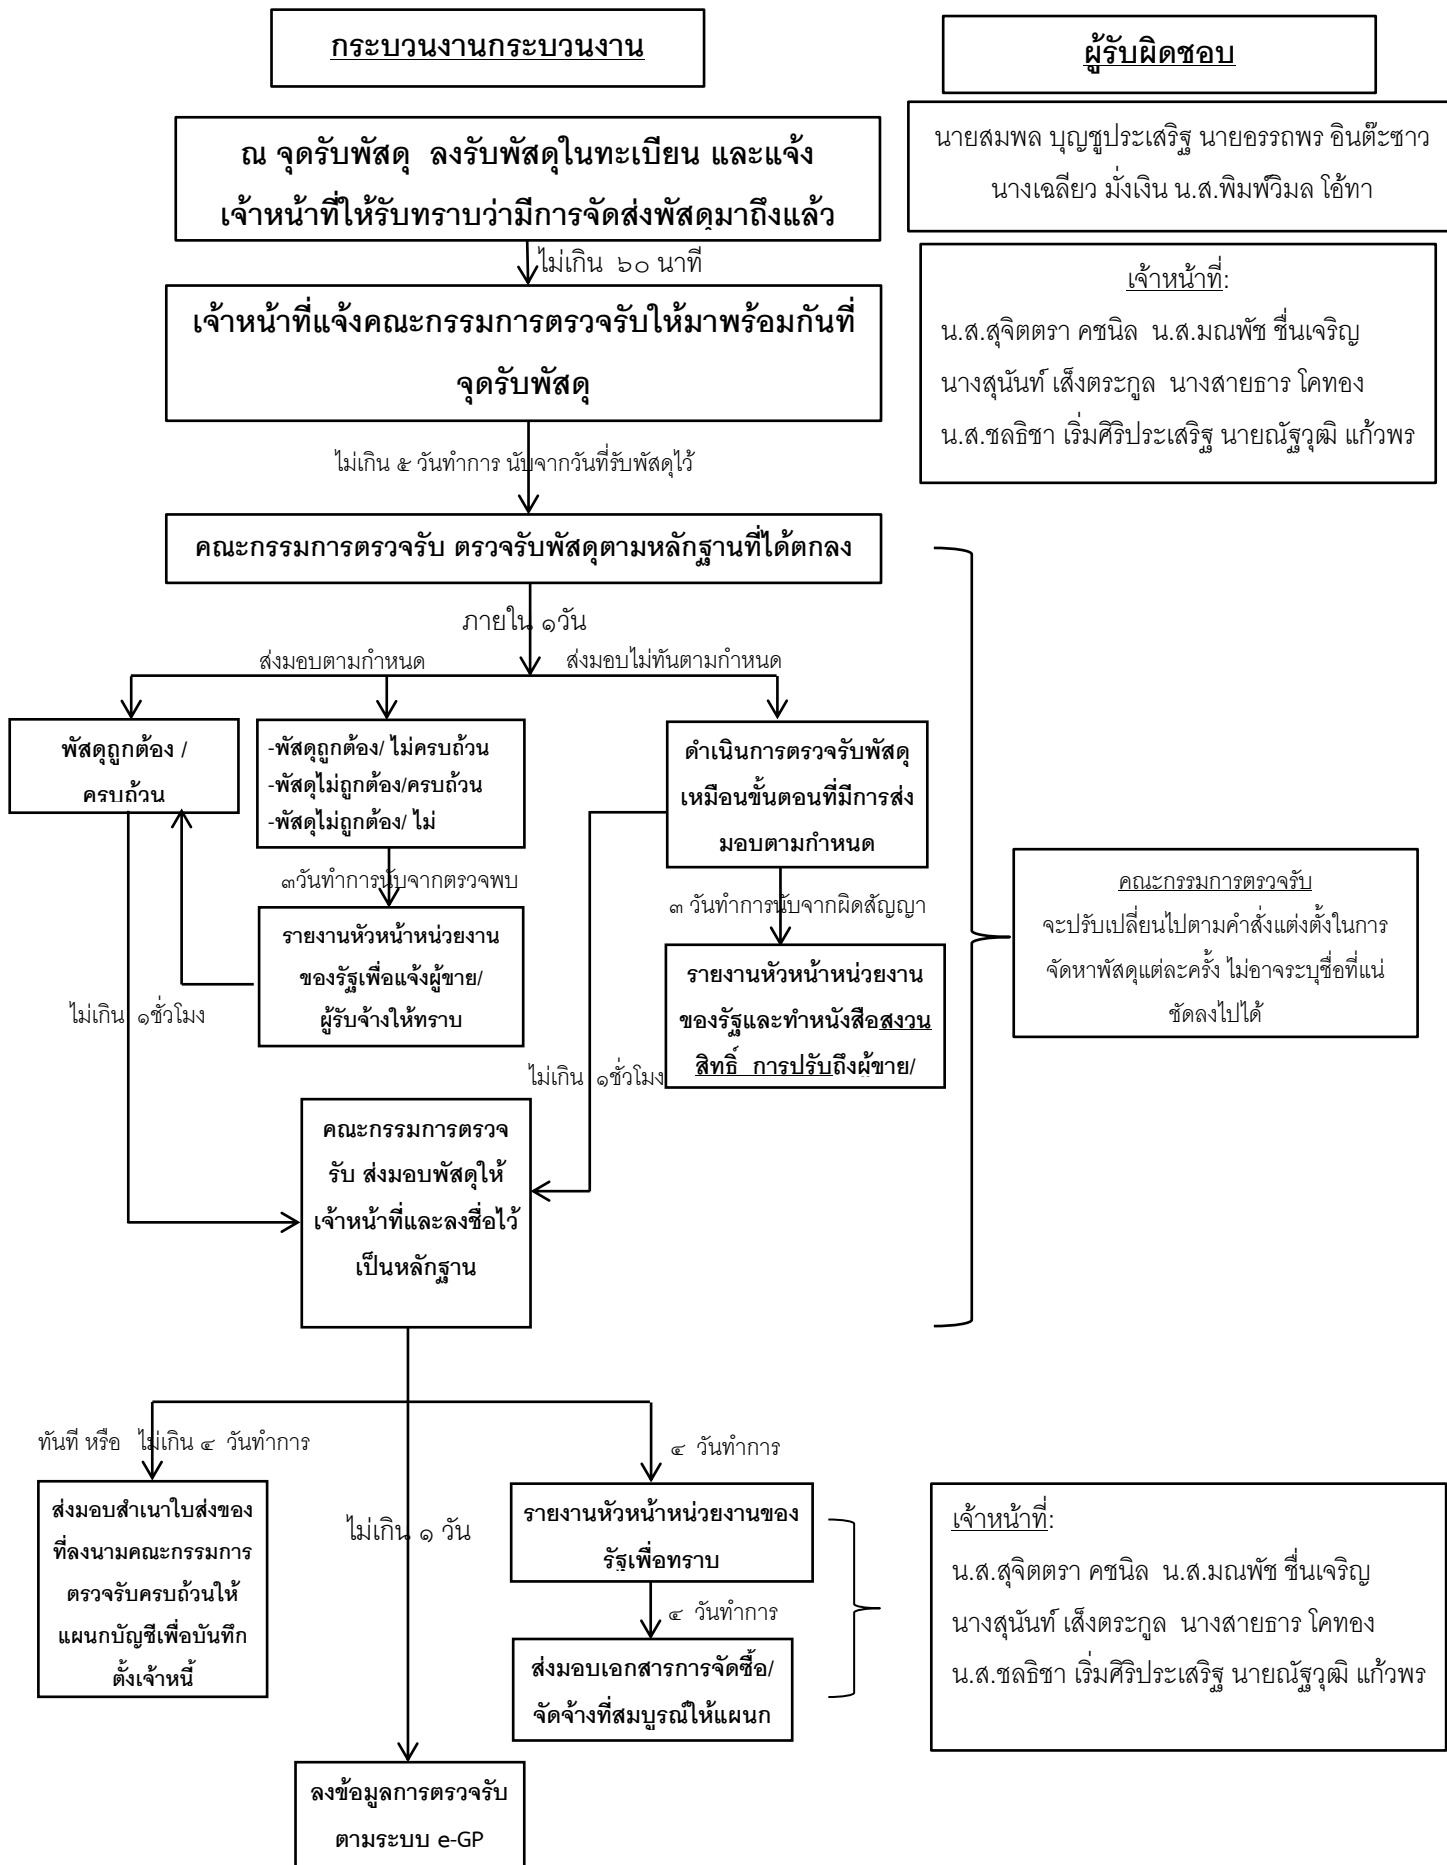 กระบวนงานกระบวนงาน
ผู้รับผิดชอบ
ณ จุดรับพัสดุ ลงรับพัสดุในทะเบียน และแจ้ง
เจ้าหน้าที่ให้รับทราบว่ามีการจัดส่งพัสดุมาถึงแล้ว
นายสมพล บุญชูประเสริฐ นายอรรถพร อินต๊ะซาว
นางเฉลียว มั่งเงิน น.ส.พิมพ์วิมล โอ้ทา
ไม่เกิน ๖๐ นาที
เจ้าหน้าที่แจ้งคณะกรรมการตรวจรับให้มาพร้อมกันที่
จุดรับพัสดุ
เจ้าหน้าที่:
น.ส.สุจิตตรา คชนิล น.ส.มณพัช ชื่นเจริญ
นางสุนันท์ เส็งตระกูล นางสายธาร โคทอง
น.ส.ชลธิชา เริ่มศิริประเสริฐ นายณัฐวุฒิ แก้วพร
ไม่เกิน ๕ วันทำการ นับจากวันที่รับพัสดุไว้
คณะกรรมการตรวจรับ ตรวจรับพัสดุตามหลักฐานที่ได้ตกลง
ภายใน ๑วัน
ส่งมอบตามกำหนด
ส่งมอบไม่ทันตามกำหนด
พัสดุถูกต้อง /
ครบถ้วน
-พัสดุถูกต้อง/ ไม่ครบถ้วน
-พัสดุไม่ถูกต้อง/ครบถ้วน
-พัสดุไม่ถูกต้อง/ ไม่
ดำเนินการตรวจรับพัสดุ
เหมือนขั้นตอนที่มีการส่ง
มอบตามกำหนด
๓วันทำการนับจากตรวจพบ
๓ วันทำการนับจากผิดสัญญา
รายงานหัวหน้าหน่วยงาน
ของรัฐเพื่อแจ้งผู้ขาย/
ผู้รับจ้างให้ทราบ
รายงานหัวหน้าหน่วยงาน
ของรัฐและทำหนังสือสงวน
สิทธิ์ การปรับถึงผู้ขาย/
คณะกรรมการตรวจรับ
จะปรับเปลี่ยนไปตามคำสั่งแต่งตั้งในการ
จัดหาพัสดุแต่ละครั้ง ไม่อาจระบุชื่อที่แน่
ชัดลงไปได้
ไม่เกิน ๑ชั่วโมง
ไม่เกิน ๑ชั่วโมง
คณะกรรมการตรวจ
รับ ส่งมอบพัสดุให้
เจ้าหน้าที่และลงชื่อไว้
เป็นหลักฐาน
ทันที หรือ ไม่เกิน ๔ วันทำการ
๔ วันทำการ
ไม่เกิน ๑ วัน
ส่งมอบสำเนาใบส่งของ
ที่ลงนามคณะกรรมการ
ตรวจรับครบถ้วนให้
แผนกบัญชีเพื่อบันทึก
ตั้งเจ้าหนี้
รายงานหัวหน้าหน่วยงานของ
รัฐเพื่อทราบ
๔ วันทำการ
ส่งมอบเอกสารการจัดซื้อ/
จัดจ้างที่สมบูรณ์ให้แผนก
เจ้าหน้าที่:
น.ส.สุจิตตรา คชนิล น.ส.มณพัช ชื่นเจริญ
นางสุนันท์ เส็งตระกูล นางสายธาร โคทอง
น.ส.ชลธิชา เริ่มศิริประเสริฐ นายณัฐวุฒิ แก้วพร
ลงข้อมูลการตรวจรับ
ตามระบบ e-GP